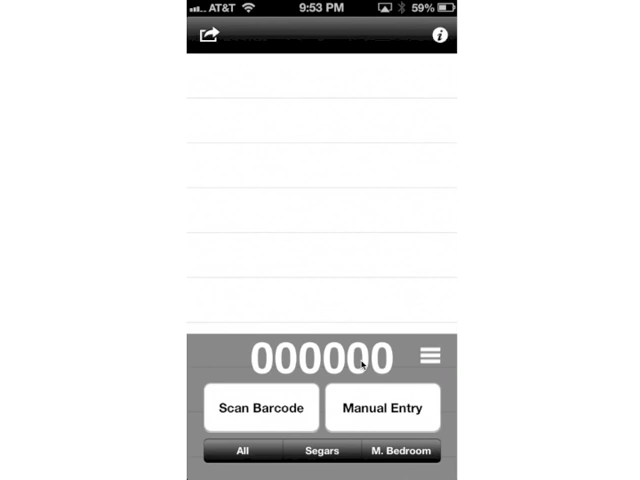 AT&T 9:53 PM 59%
000000
Scan Barcode Manual Entry
All Segars M. Bedroom